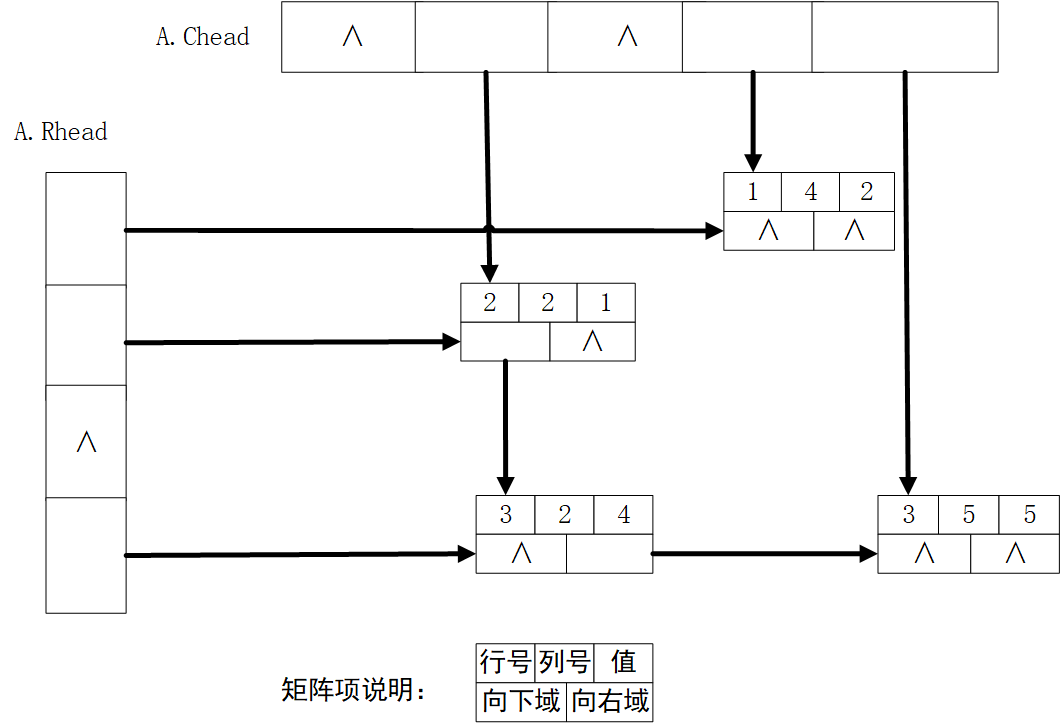 A.Chead ∧ ∧
A.Rhead
1 4 2
∧ ∧
2 2 1
∧
∧
3 2 4
∧
3 5 5
∧ ∧
矩阵项说明：
行号 列号 值
向下域 向右域